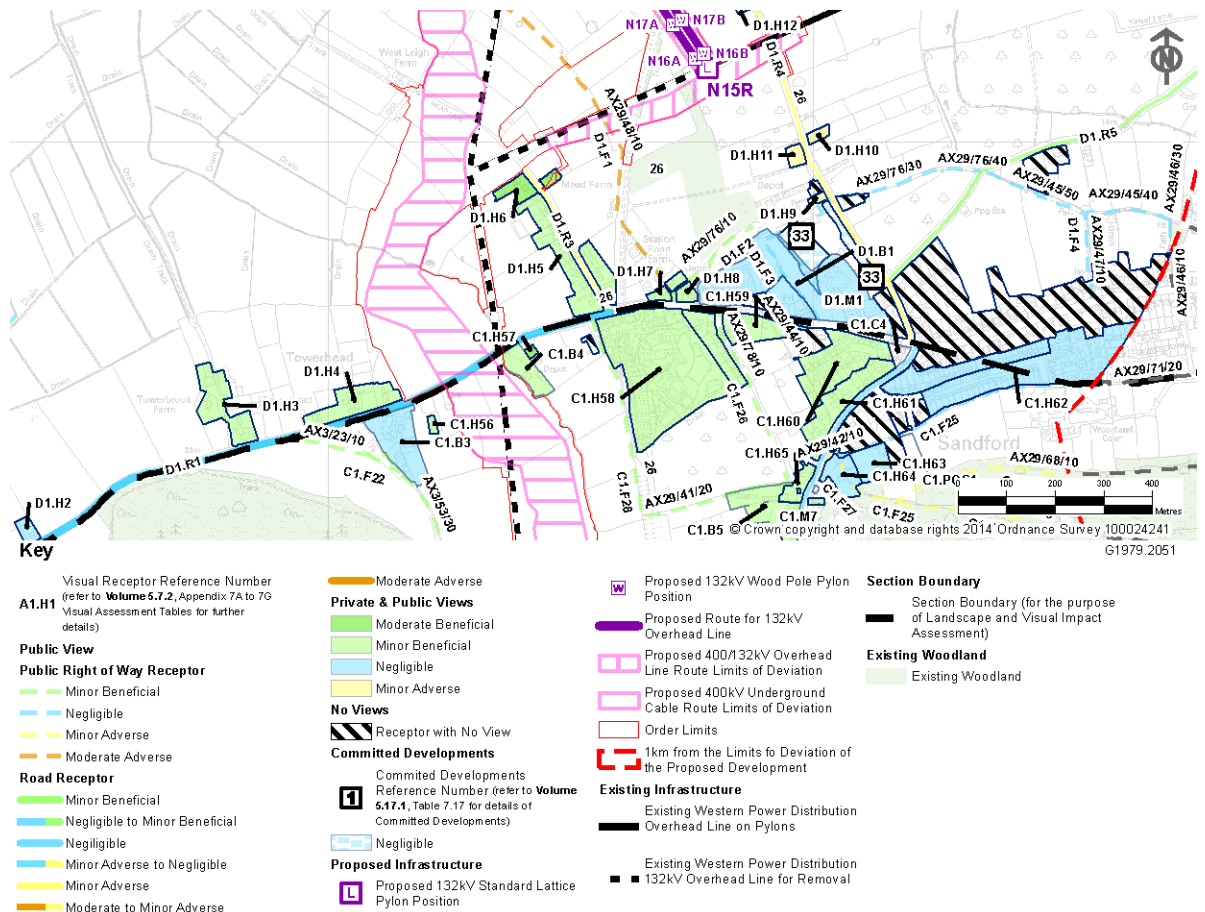 N17A
N17B
D1.H12
Yessy Lane
West Leigh Farm
N16A
N16B
D1.R4
N15R
N
Track
Drain
26
AX29/48/10
D1.F1
D1.R5
D1.H11
D1.H10
AX29/76/40
AX29/76/30
AX29/45/50
AX29/45/40
AX29/46/30
14m
26
Mead Farm
Depot
Ppg Sta
D1.H6
D1.R3
D1.H9
AX29/76/10
33
D1.F4
AX29/47/10
AX29/46/10
Station
Point
Farm
D1.F2
D1.F3
D1.B1
D1.H5
D1.H7
D1.H8
33
26
C1.H59
D1.M1
AX29/44/10
C1.C4
C1.H57
C1.B4
AX29/78/10
Depot
Towerhead
D1.H4
AX29/71/20
Towerbrook
Farm
D1.H3
C1.H58
C1.F26
C1.H61
C1.H62
C1.H56
C1.H60
C1.B3
AX3/23/10
AX29/42/10
C1.F25
Sandford
Woodland Court
D1.R1
C1.F22
C1.H65
C1.H63
AX29/68/10
26
C1.H64
AX3/53/30
AX29/41/20
C1.F28
C1.F27
C1.F25
0 100 200 300 400
Metres
D1.H2
C1.B5
C1.M7
© Crown copyright and database rights 2014 Ordnance Survey 100024241
G1979.2051
Key
A1.H1
Visual Receptor Reference Number
(refer to Volume 5.7.2, Appendix 7A to 7G
Visual Assessment Tables for further
details)
Public View
Public Right of Way Receptor
Minor Beneficial
Negligible
Minor Adverse
Moderate Adverse
Road Receptor
Minor Beneficial
Negligible to Minor Beneficial
Negiligible
Minor Adverse to Negligible
Minor Adverse
Moderate to Minor Adverse
Moderate Adverse
Private & Public Views
Moderate Beneficial
Minor Beneficial
Negligible
Minor Adverse
No Views
Receptor with No View
Committed Developments
1
Commited Developments
Reference Number (refer to Volume
5.17.1, Table 7.17 for details of
Committed Developments)
Negligible
Proposed Infrastructure
L
Proposed 132kV Standard Lattice
Pylon Position
W
Proposed 132kV Wood Pole Pylon
Position
Proposed Route for 132kV
Overhead Line
Proposed 400/132kV Overhead
Line Route Limits of Deviation
Proposed 400kV Underground
Cable Route Limits of Deviation
Order Limits
1km from the Limits fo Deviation of
the Proposed Development
Existing Infrastructure
Existing Western Power Distribution
Overhead Line on Pylons
Existing Western Power Distribution
132kV Overhead Line for Removal
Section Boundary
Section Boundary (for the purpose
of Landscape and Visual Impact
Assessment)
Existing Woodland
Existing Woodland